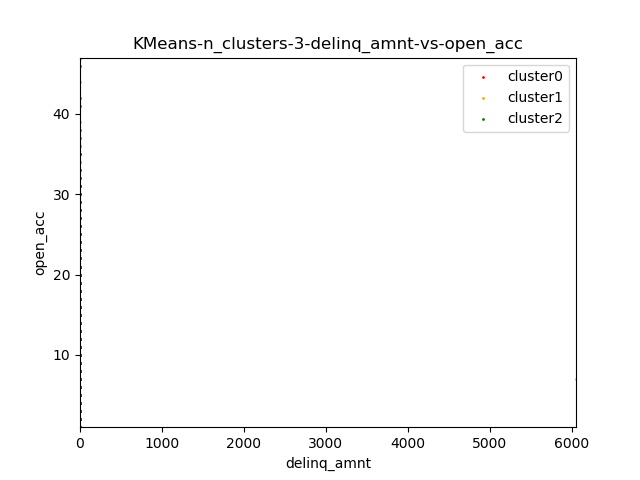 KMeans-n_clusters-3-delinq_amnt-vs-open_acc
cluster0
cluster1
cluster2
40
30
20
10
open_acc
0 1000 2000 3000 4000 5000 6000
delinq_amnt